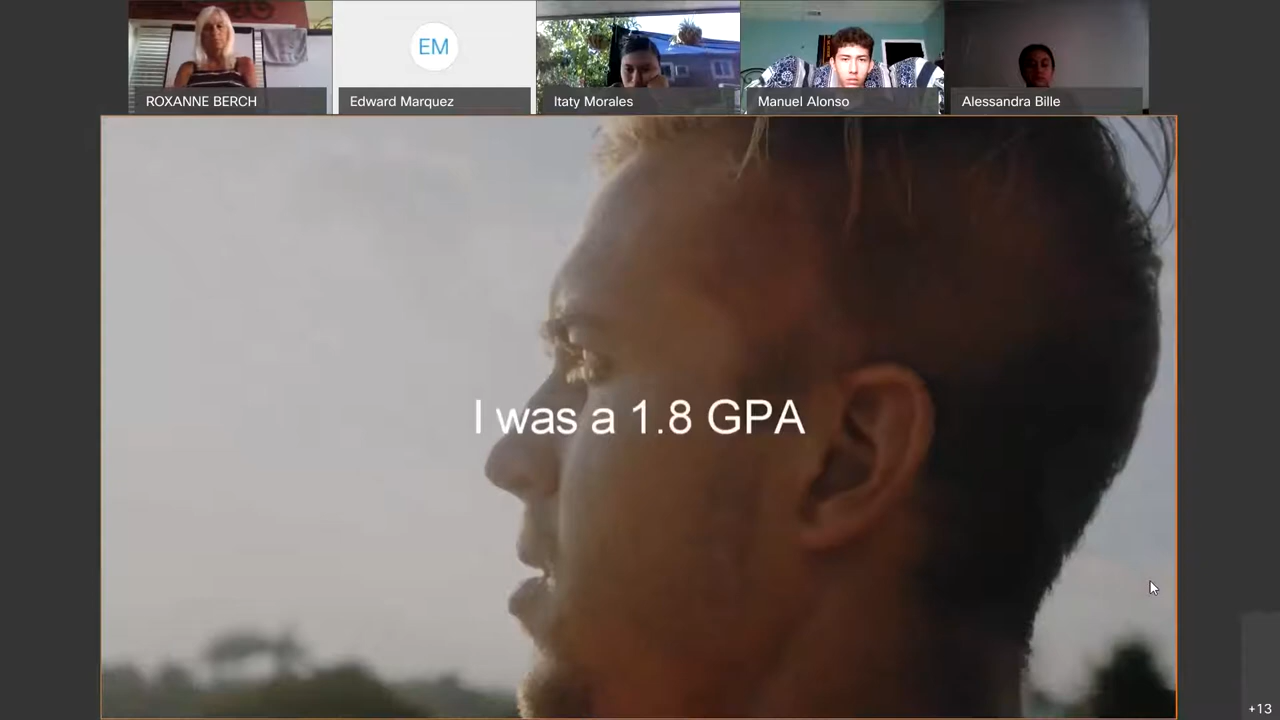 EM
ROXANNE BERCH
Edward Marquez
Itaty Morales
Manuel Alonso
Alessandra Bille
I was a 1.8 GPA
+13